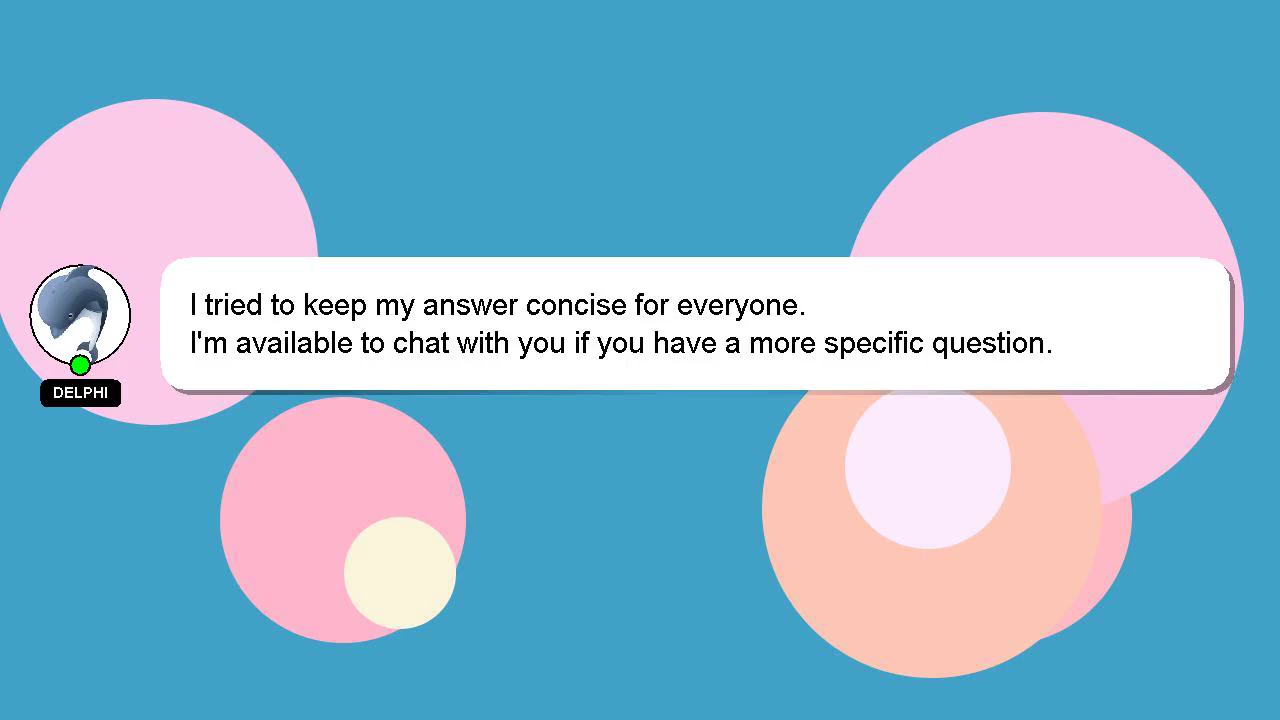 I tried to keep my answer concise for everyone.
I'm available to chat with you if you have a more specific question.
DELPHI